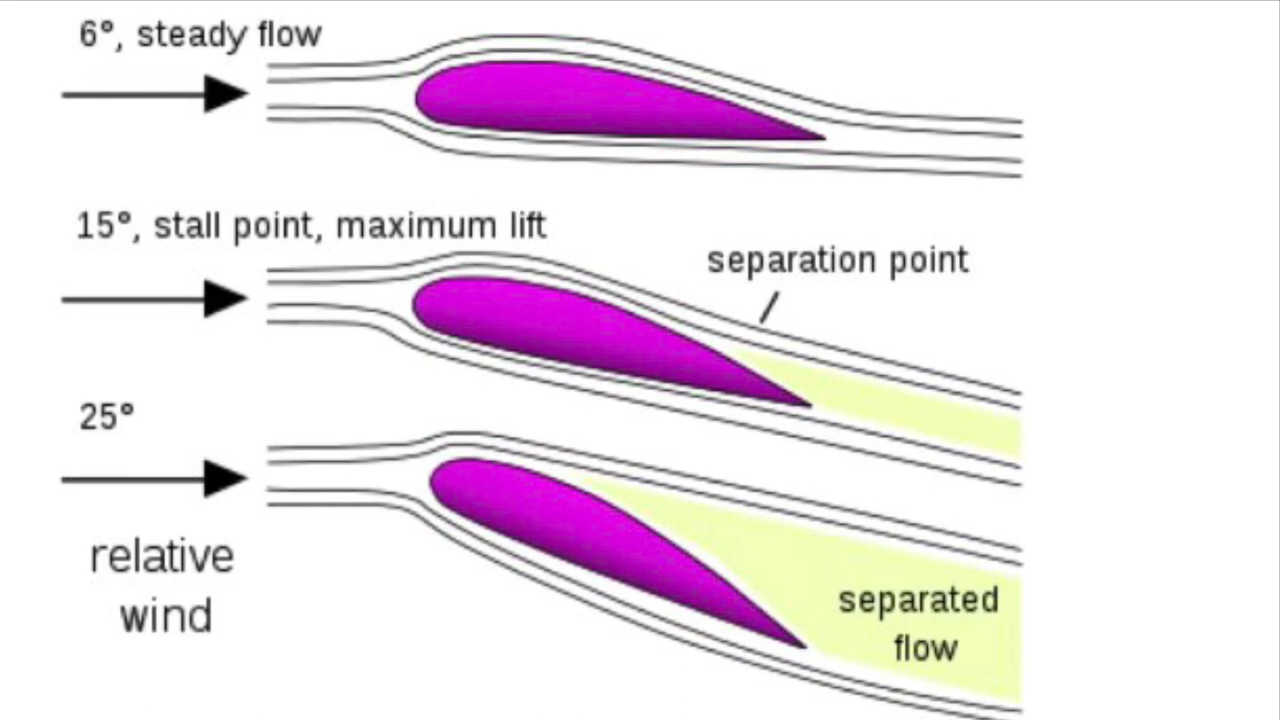 6°, steady flow
15°, stall point, maximum lift
separation point
25°
relative
wind
separated
flow